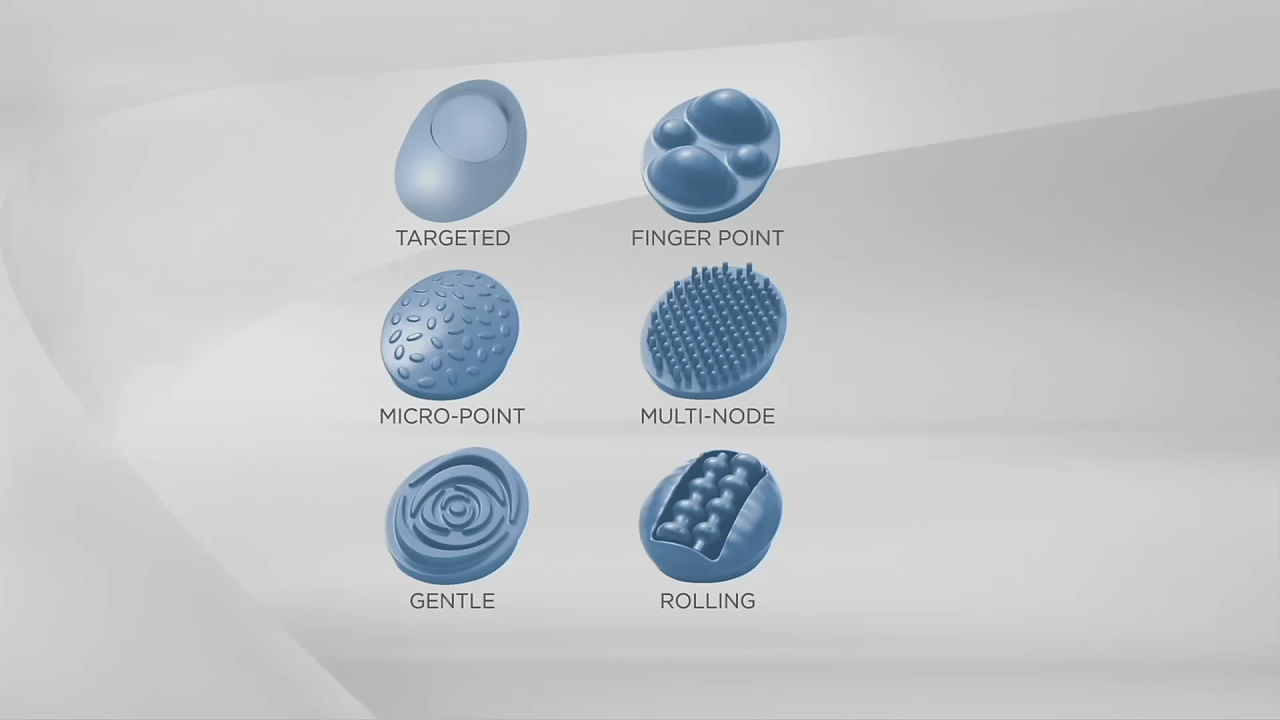 TARGETED
FINGER POINT
MICRO-POINT
MULTI-NODE
GENTLE
ROLLING